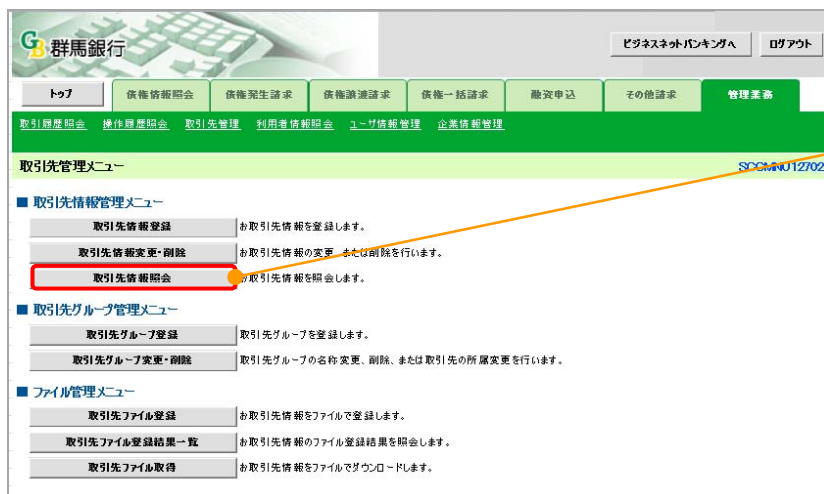 群馬銀行
ビジネスネットバンキングへ ログアウト
トップ 債権情報照会 債権発生請求 債権譲渡請求 債権一括請求 融資申込 その他請求 管理業務
取引履歴照会 操作履歴照会 取引先管理 利用者情報照会 ユーザ情報管理 企業情報管理
取引先管理メニュー SCCMNU12702
■ 取引先情報管理メニュー
取引先情報登録 お取引先情報を登録します。
取引先情報変更・削除 お取引先情報の変更、または削除を行います。
取引先情報照会 お取引先情報を照会します。
■ 取引先グループ管理メニュー
取引先グループ登録 取引先グループを登録します。
取引先グループ変更・削除 取引先グループの名称変更、削除、または取引先の所属変更を行います。
■ ファイル管理メニュー
取引先ファイル登録 お取引先情報をファイルで登録します。
取引先ファイル登録結果一覧 お取引先情報のファイル登録結果を照会します。
取引先ファイル取得 お取引先情報をファイルでダウンロードします。